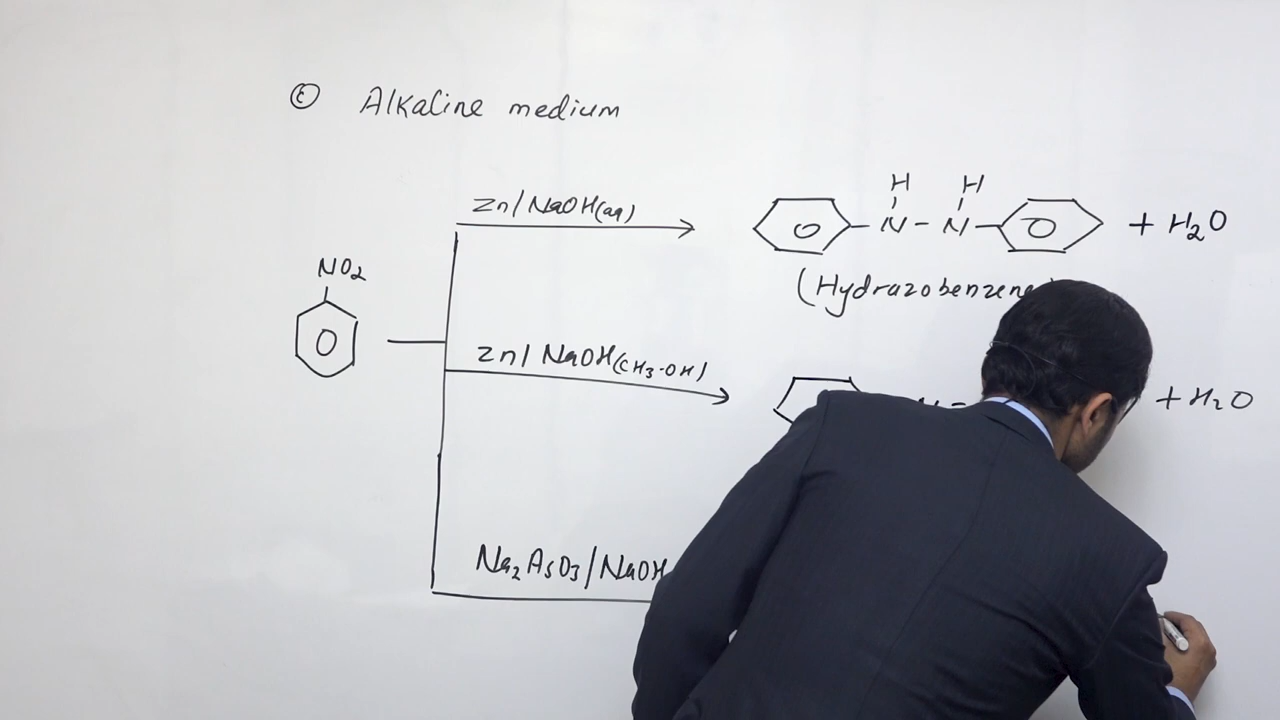 © Alkaline medium
Zn/NaOH(aq)
H H
N - N + H2O
NO2
(Hydrazobenzene
Zn/NaOH(CH3-OH)
N = + H2O
Na2AsO3/NaOH